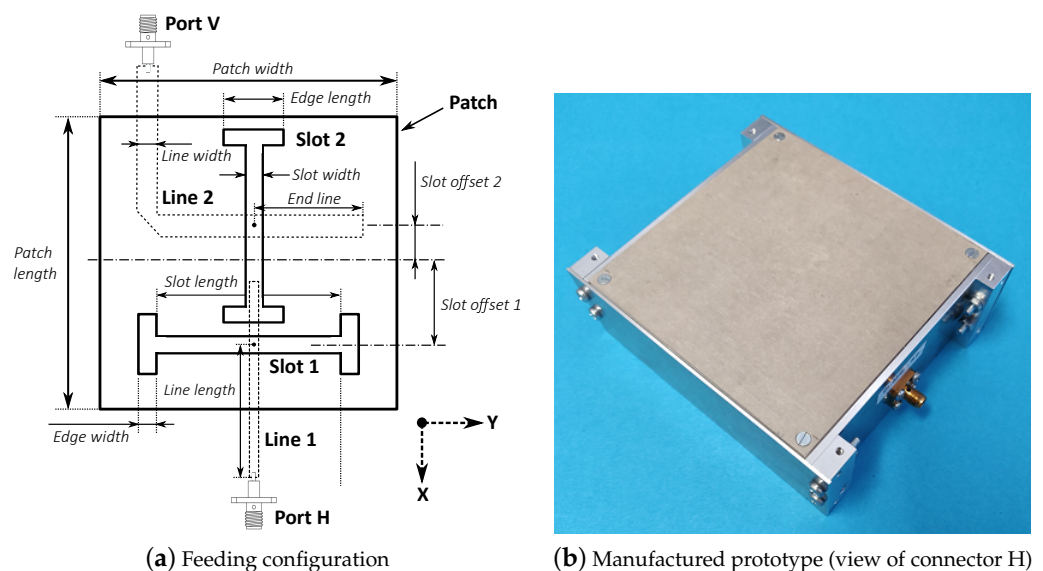 Port V
Patch width
Edge length
Patch
Slot 2
Line width
Slot width
Slot offset 2
Line 2
End line
Patch
length
Slot length
Slot offset 1
Slot 1
Line length
Edge width
Line 1
Y
X
Port H
(a) Feeding configuration
(b) Manufactured prototype (view of connector H)